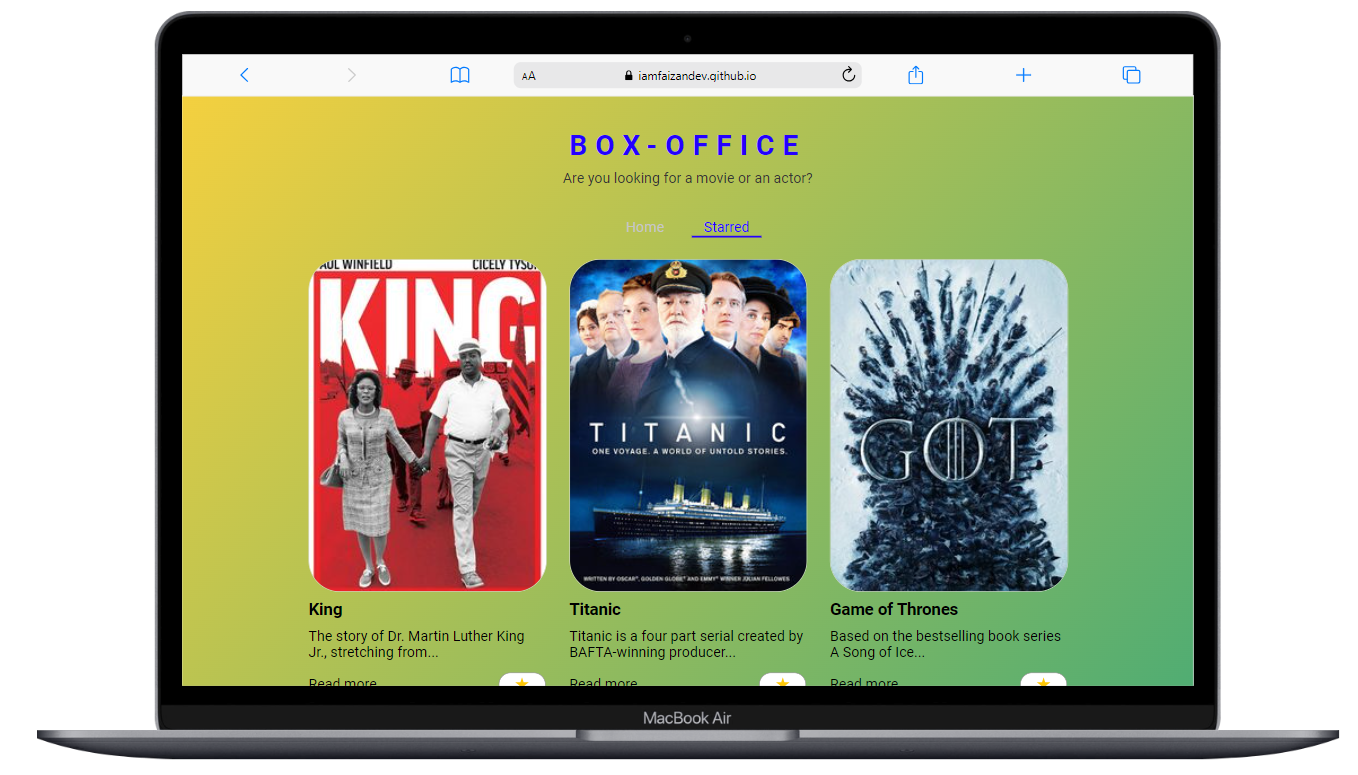 AA
iamfaizandev.github.io
BOX-OFFICE
Are you looking for a movie or an actor?
Home
Starred
AUL WINFIELD
CICELY TYSO
KING
TITANIC
ONE VOYAGE. A WORLD OF UNTOLD STORIES.
WRITTEN BY OSCAR®, GOLDEN GLOBE® AND EMMY® WINNER JULIAN FELLOWES
GOT
King
Titanic
Game of Thrones
The story of Dr. Martin Luther King
Jr., stretching from...
Titanic is a four part serial created by
BAFTA-winning producer...
Based on the bestselling book series
A Song of Ice...
Read more
Read more
Read more
MacBook Air